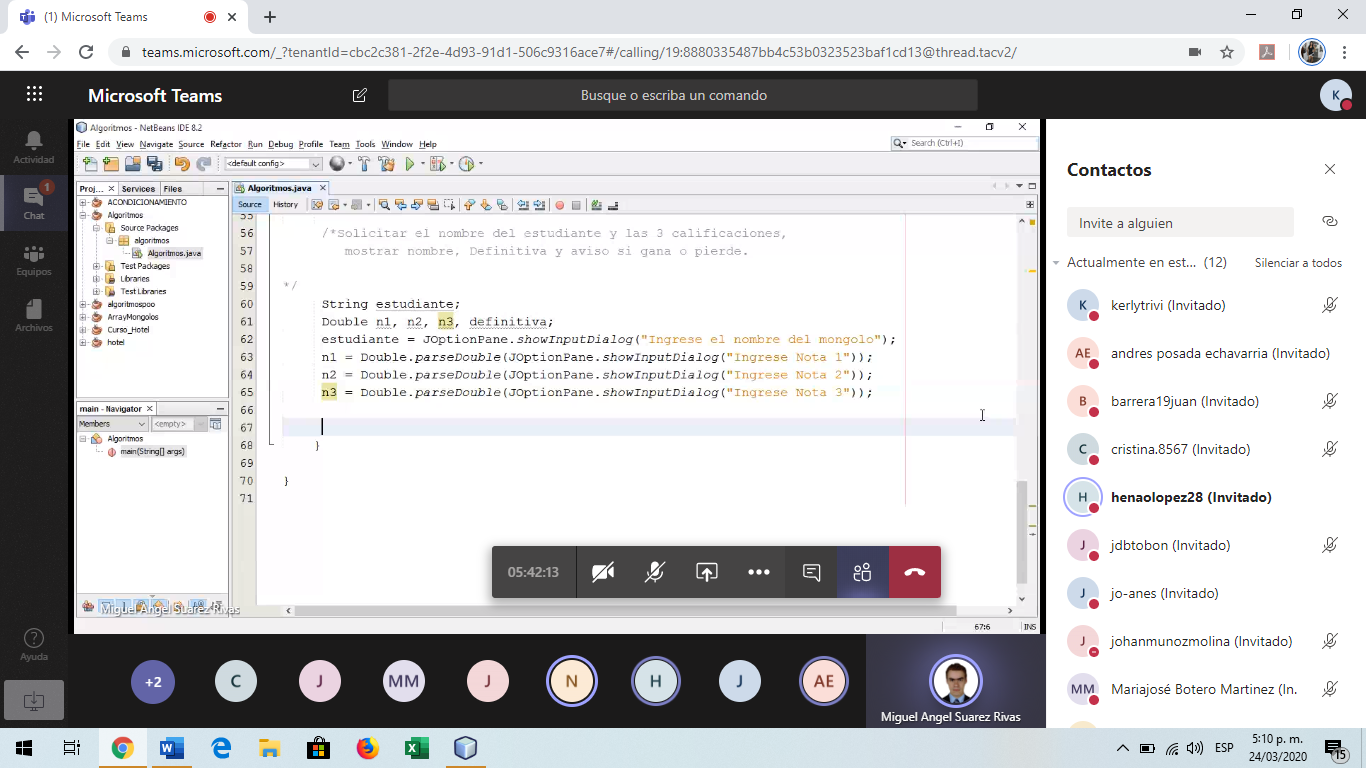 (1) Microsoft Teams
teams.microsoft.com/_?tenantId=cbc2c381-2f2e-4d93-91d1-506c9316ace7#/calling/19:8880335487bb4c53b0323523baf1cd13@thread.tacv2/
Microsoft Teams
Busque o escriba un comando
K
Actividad
1
Chat
Equipos
Archivos
Ayuda
Algoritmos - NetBeans IDE 8.2
File Edit View Navigate Source Refactor Run Debug Profile Team Tools Window Help
Search (Ctrl+I)
<default config>
Proj... Services Files
ACONDICIONAMIENTO
Algoritmos
Source Packages
algoritmos
Algoritmos.java
Test Packages
Libraries
Test Libraries
algoritmospoo
ArrayMongolos
Curso_Hotel
hotel
main - Navigator
Members <empty>
Algoritmos
main(String[] args)
Algoritmos.java
Source History
55
56 /*Solicitar el nombre del estudiante y las 3 calificaciones,
57 mostrar nombre, Definitiva y aviso si gana o pierde.
58
59 */
60 String estudiante;
61 Double n1, n2, n3, definitiva;
62 estudiante = JOptionPane.showInputDialog("Ingrese el nombre del mongolo");
63 n1 = Double.parseDouble(JOptionPane.showInputDialog("Ingrese Nota 1"));
64 n2 = Double.parseDouble(JOptionPane.showInputDialog("Ingrese Nota 2"));
65 n3 = Double.parseDouble(JOptionPane.showInputDialog("Ingrese Nota 3"));
66
67
68 }
69
70 }
71
05:42:13
Miguel Angel Suarez Rivas
67:6 INS
+2
C
J
MM
J
N
H
J
AE
Miguel Angel Suarez Rivas
Contactos
Invite a alguien
Actualmente en est... (12) Silenciar a todos
K kerlytrivi (Invitado)
AE andres posada echavarria (Invitado)
B barrera19juan (Invitado)
C cristina.8567 (Invitado)
H henaolopez28 (Invitado)
J jdbtobon (Invitado)
J jo-anes (Invitado)
J johanmunozmolina (Invitado)
MM Mariajosé Botero Martinez (In.
ESP
5:10 p. m.
24/03/2020
15